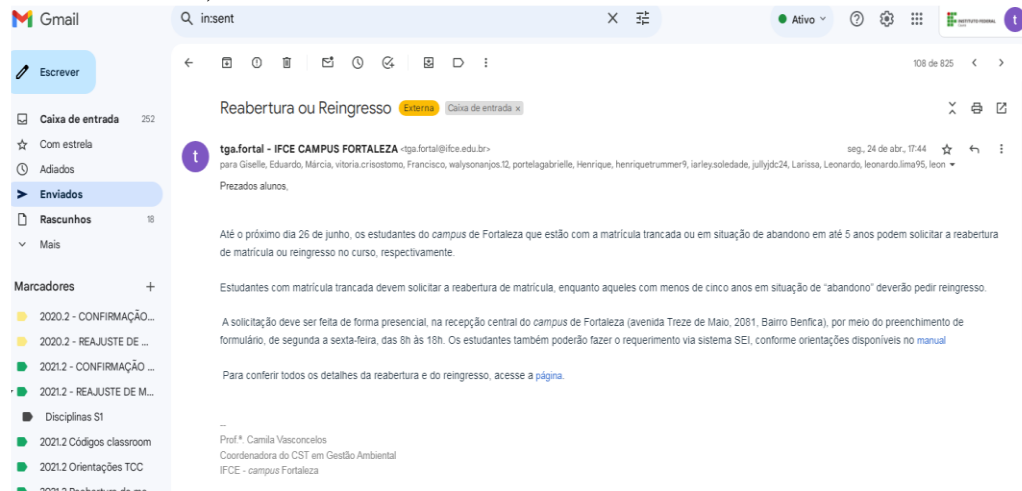 Gmail
in:sent
Ativo
INSTITUTO FEDERAL
t
Escrever
108 de 825
Reabertura ou Reingresso Externa Caixa de entrada x
Caixa de entrada 252
Com estrela
Adiados
Enviados
Rascunhos 18
Mais
Marcadores
2020.2 - CONFIRMAÇÃO...
2020.2 - REAJUSTE DE ...
2021.2 - CONFIRMAÇÃO ...
2021.2 - REAJUSTE DE M...
Disciplinas S1
2021.2 Códigos classroom
2021.2 Orientações TCC
t
tga.fortal - IFCE CAMPUS FORTALEZA <tga.fortal@ifce.edu.br> seg., 24 de abr., 17:44
para Giselle, Eduardo, Márcia, vitoria.crisostomo, Francisco, walysonanjos.12, portelagabrielle, Henrique, henriquetrummer9, iarley.soledade, jullyjdc24, Larissa, Leonardo, leonardo.lima95, leon
Prezados alunos,
Até o próximo dia 26 de junho, os estudantes do campus de Fortaleza que estão com a matrícula trancada ou em situação de abandono em até 5 anos podem solicitar a reabertura
de matrícula ou reingresso no curso, respectivamente.
Estudantes com matrícula trancada devem solicitar a reabertura de matrícula, enquanto aqueles com menos de cinco anos em situação de “abandono” deverão pedir reingresso.
A solicitação deve ser feita de forma presencial, na recepção central do campus de Fortaleza (avenida Treze de Maio, 2081, Bairro Benfica), por meio do preenchimento de
formulário, de segunda a sexta-feira, das 8h às 18h. Os estudantes também poderão fazer o requerimento via sistema SEI, conforme orientações disponíveis no manual
Para conferir todos os detalhes da reabertura e do reingresso, acesse a página.
--
Prof.ª. Camila Vasconcelos
Coordenadora do CST em Gestão Ambiental
IFCE - campus Fortaleza